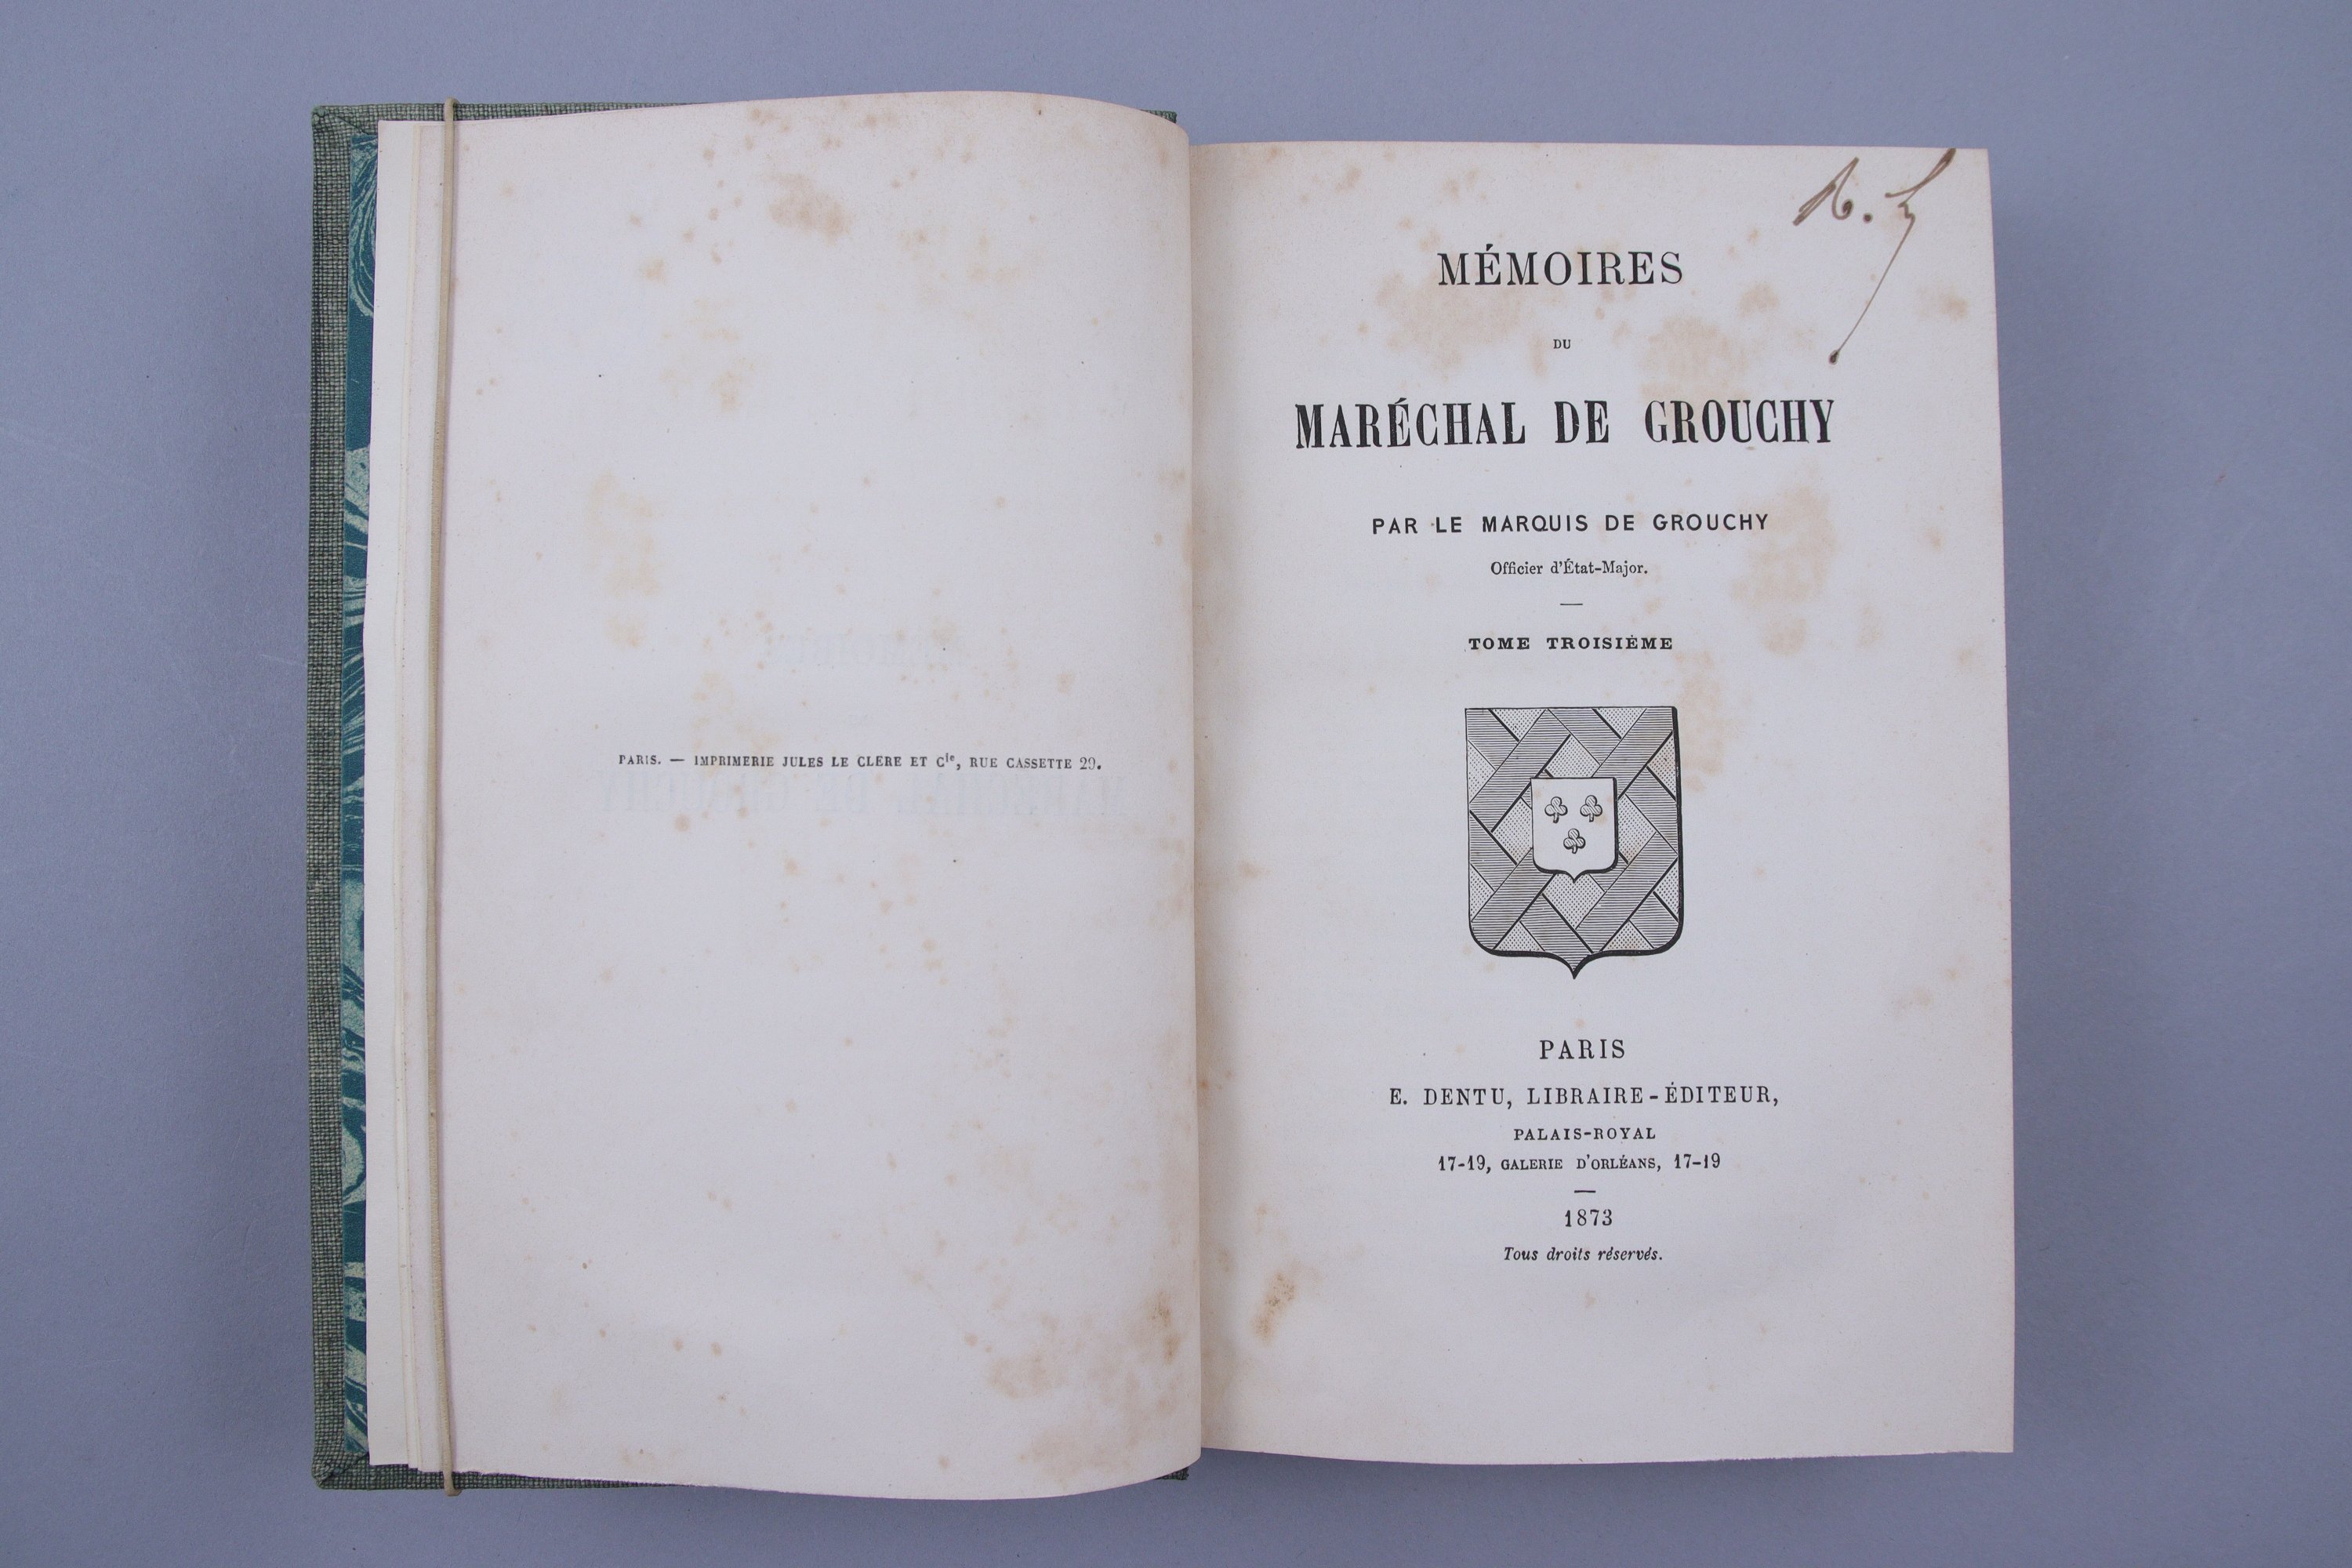 PARIS. — IMPRIMERIE JULES LE CLERE ET Cie, RUE CASSETTE 29.
MÉMOIRES
DU
MARÉCHAL DE GROUCHY
PAR LE MARQUIS DE GROUCHY
Officier d'État-Major.
TOME TROISIÈME
PARIS
E. DENTU, LIBRAIRE-ÉDITEUR,
PALAIS-ROYAL
17-19, GALERIE D'ORLÉANS, 17-19
1873
Tous droits réservés.